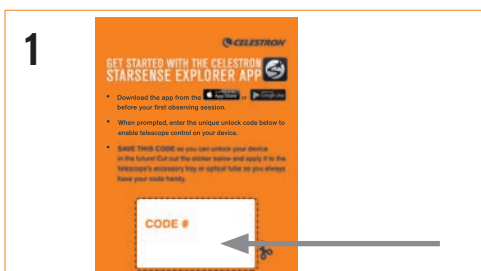 1
CELESTRON
GET STARTED WITH THE CELESTRON
STARSENSE EXPLORER APP
• Download the app from the App Store or Google play
before your first observing session.
• When prompted, enter the unique unlock code below to
enable telescope control on your device.
• SAVE THIS CODE so you can unlock your device
in the future! Cut out the sticker below and apply it to the
telescope's accessory tray or optical tube so you always
have your code handy.
CODE #